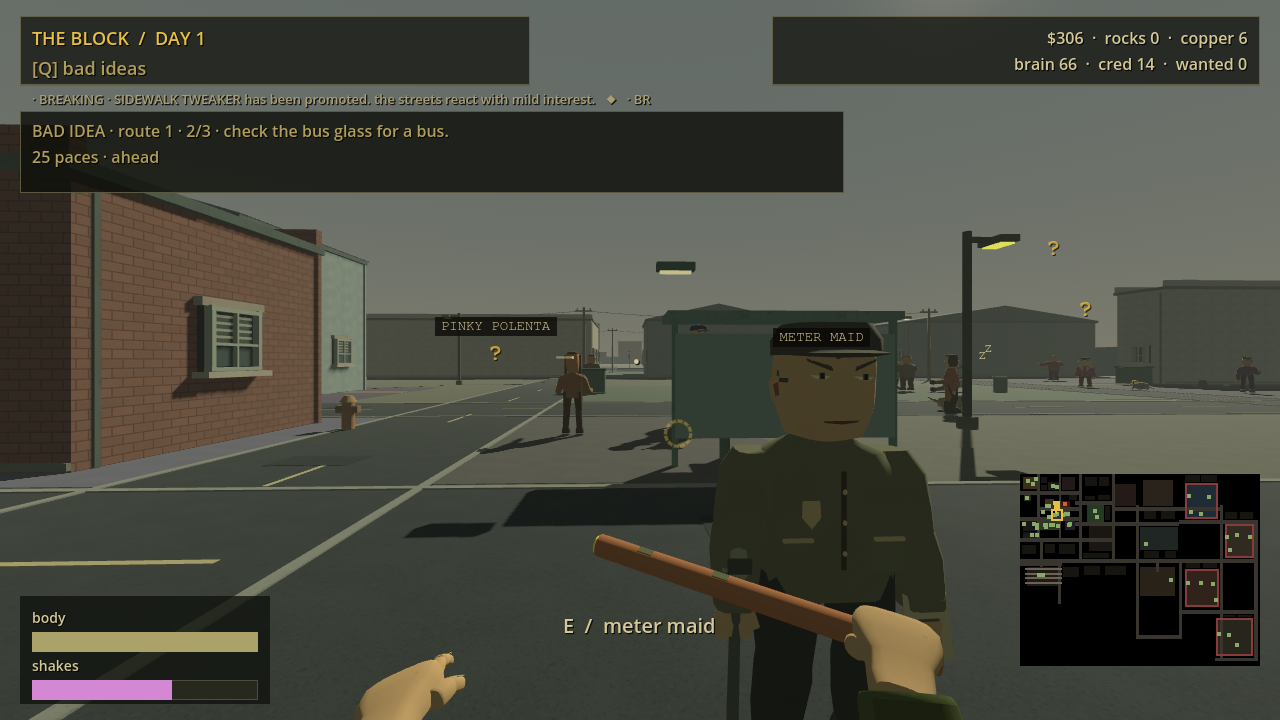 THE BLOCK / DAY 1
[Q] bad ideas
$306 · rocks 0 · copper 6
brain 66 · cred 14 · wanted 0
· BREAKING · SIDEWALK TWEAKER has been promoted. the streets react with mild interest. ◆ · BR
BAD IDEA · route 1 · 2/3 · check the bus glass for a bus.
25 paces · ahead
?
?
PINKY POLENTA
METER MAID
?
zZ
E / meter maid
body
shakes